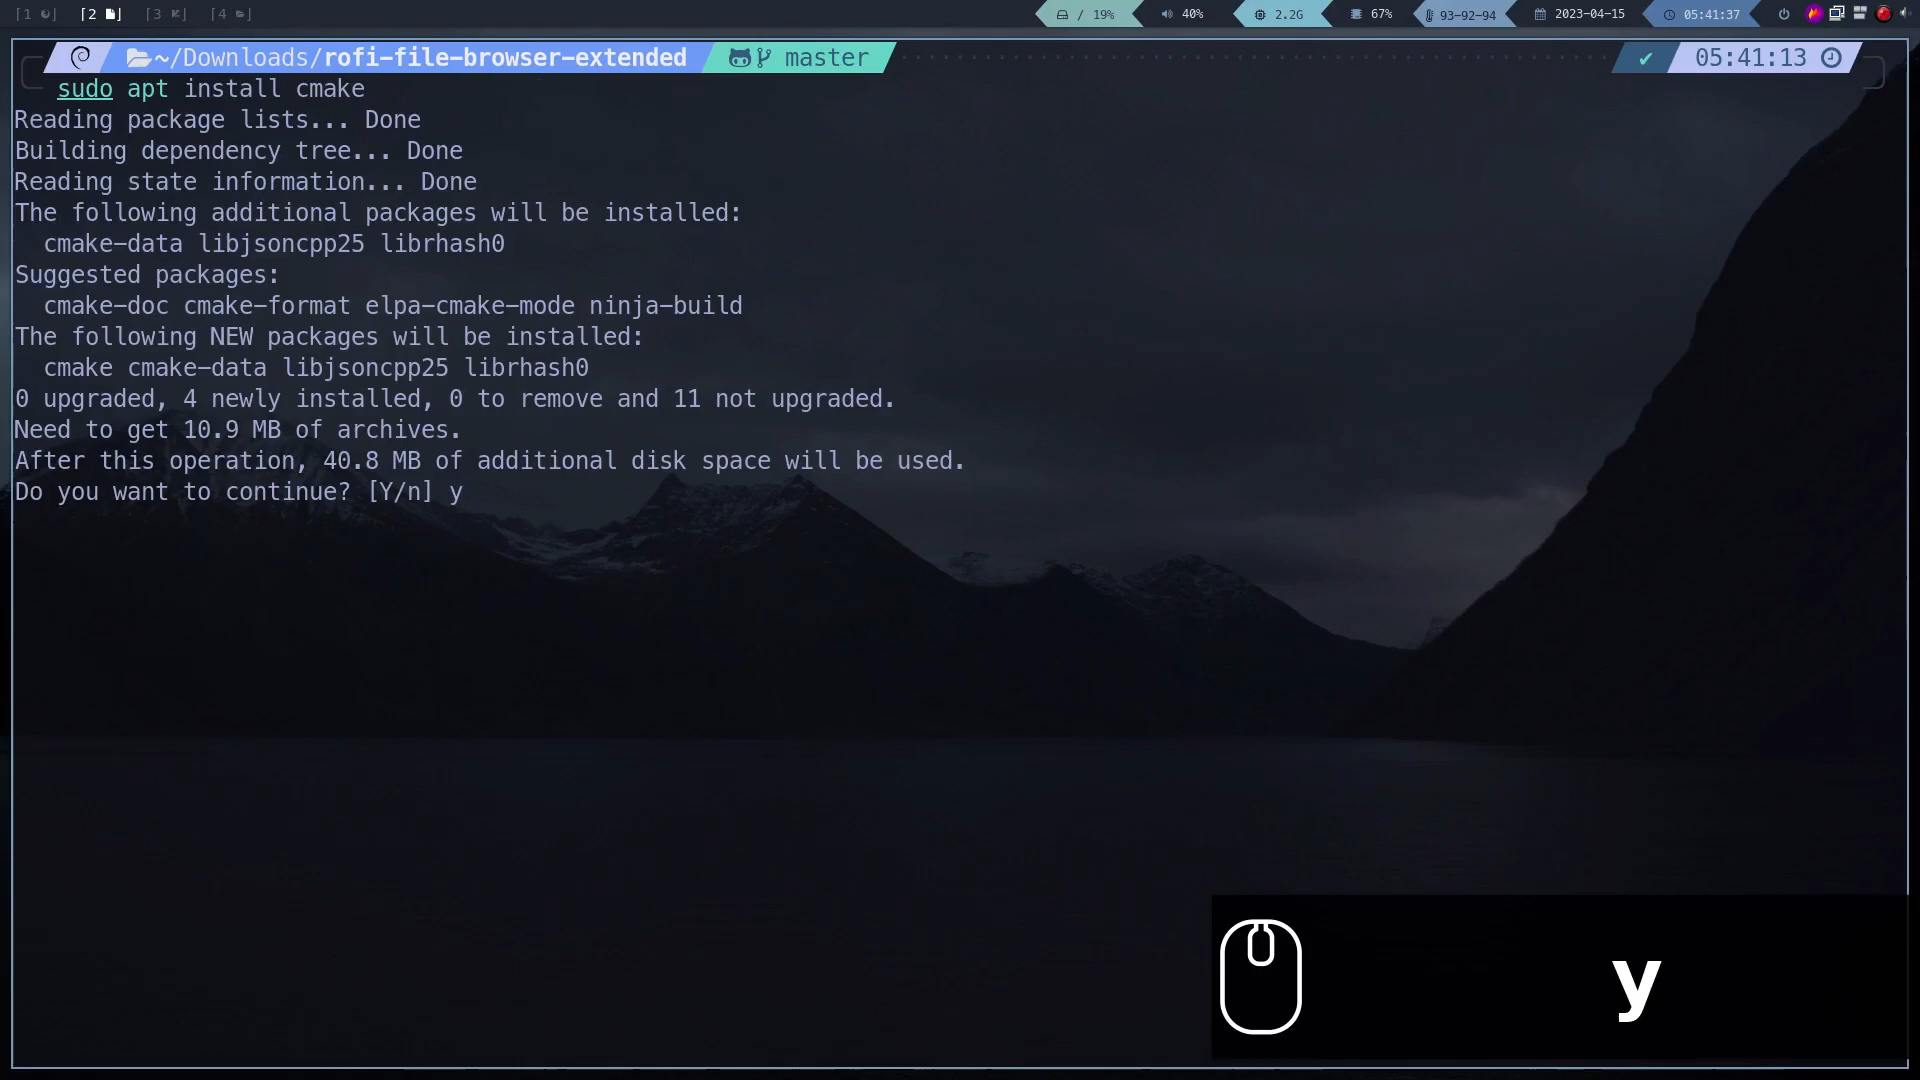 [1 ] [2 ] [3 ] [4 ] / 19% 40% 2.2G 67% 93-92-94 2023-04-15 05:41:37
~/Downloads/rofi-file-browser-extended master ✔ 05:41:13
sudo apt install cmake
Reading package lists... Done
Building dependency tree... Done
Reading state information... Done
The following additional packages will be installed:
cmake-data libjsoncpp25 librhash0
Suggested packages:
cmake-doc cmake-format elpa-cmake-mode ninja-build
The following NEW packages will be installed:
cmake cmake-data libjsoncpp25 librhash0
0 upgraded, 4 newly installed, 0 to remove and 11 not upgraded.
Need to get 10.9 MB of archives.
After this operation, 40.8 MB of additional disk space will be used.
Do you want to continue? [Y/n] y
y